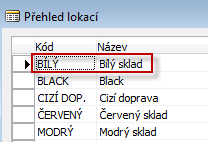 Přehled lokací
Kód Název
BÍLÝ Bílý sklad
BLACK Black
CIZÍ DOP. Cizí doprava
ČERVENÝ Červený sklad
MODRÝ Modrý sklad